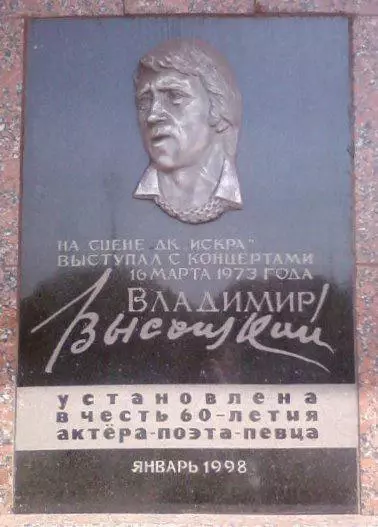 НА СЦЕНЕ ДК „ИСКРА"
ВЫСТУПАЛ С КОНЦЕРТАМИ
16 МАРТА 1973 ГОДА
ВЛАДИМИР
Высоцкий
установлена
в честь 60-летия
актёра-поэта-певца
ЯНВАРЬ 1998